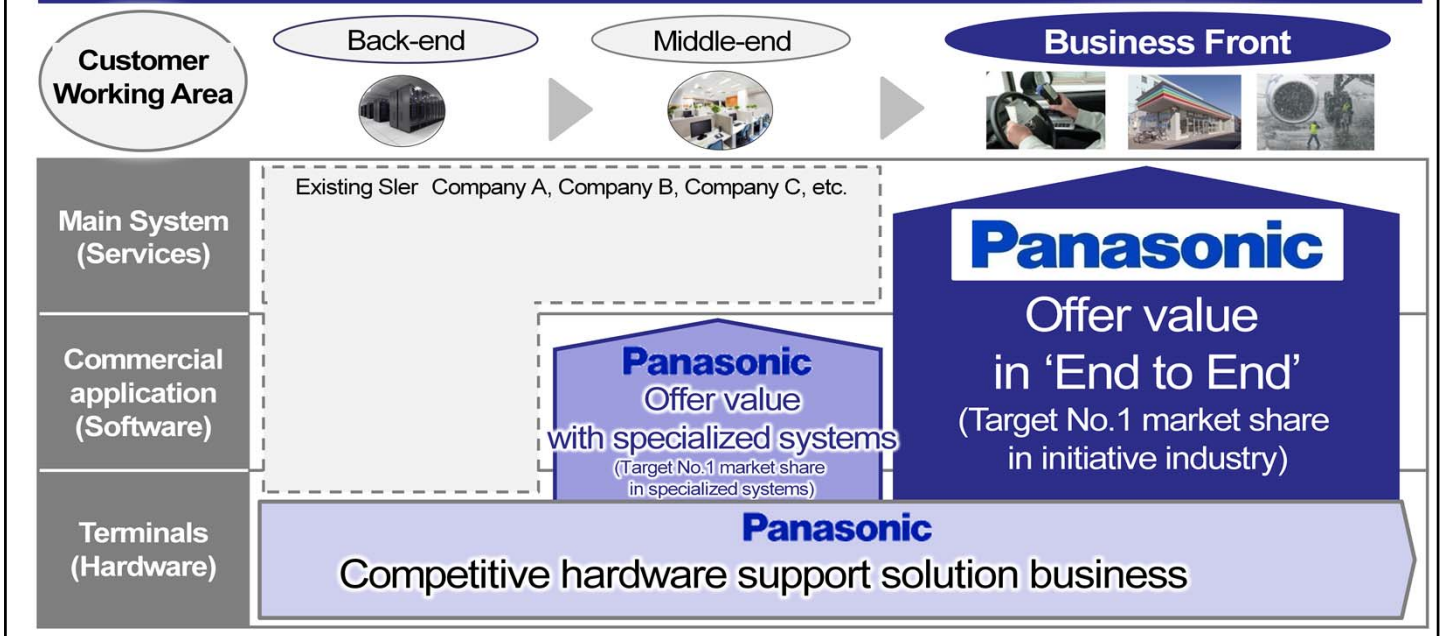 Customer
Working Area
Back-end
Middle-end
Business Front
Main System
(Services)
Existing SIer Company A, Company B, Company C, etc.
Panasonic
Offer value
in ‘End to End’
(Target No.1 market share
in initiative industry)
Commercial
application
(Software)
Panasonic
Offer value
with specialized systems
(Target No.1 market share
in specialized systems)
Terminals
(Hardware)
Panasonic
Competitive hardware support solution business